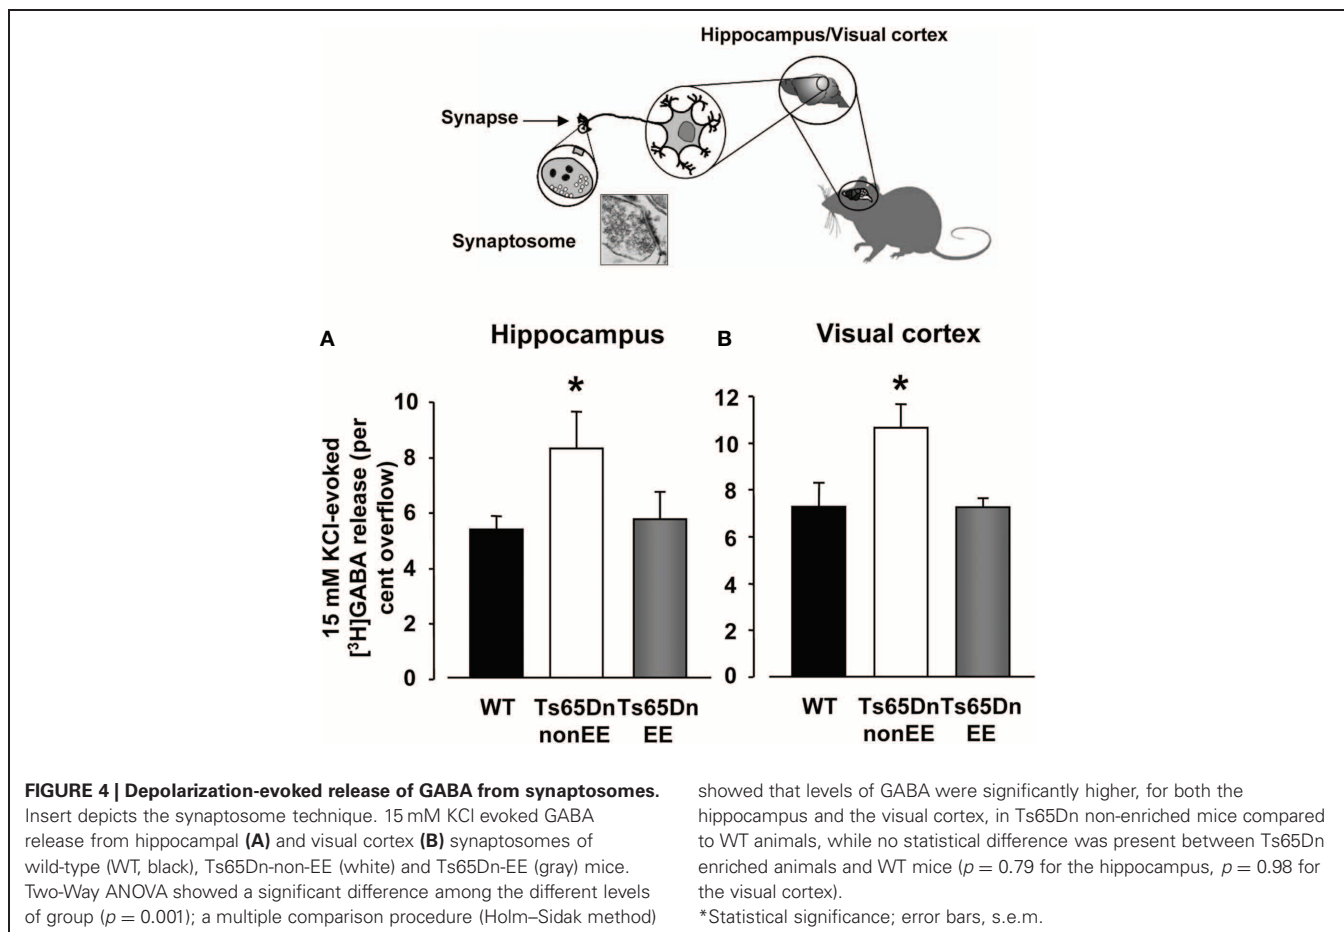 Hippocampus/Visual cortex
Synapse
Synaptosome
A
Hippocampus
15 mM KCl-evoked
[³H]GABA release (per
cent overflow)
10
8
6
4
2
0
*
WT
Ts65Dn
nonEE
Ts65Dn
EE
B
Visual cortex
12
10
8
6
4
2
0
*
WT
Ts65Dn
nonEE
Ts65Dn
EE
FIGURE 4 | Depolarization-evoked release of GABA from synaptosomes.
Insert depicts the synaptosome technique. 15 mM KCl evoked GABA
release from hippocampal (A) and visual cortex (B) synaptosomes of
wild-type (WT, black), Ts65Dn-non-EE (white) and Ts65Dn-EE (gray) mice.
Two-Way ANOVA showed a significant difference among the different levels
of group (p = 0.001); a multiple comparison procedure (Holm–Sidak method)
showed that levels of GABA were significantly higher, for both the
hippocampus and the visual cortex, in Ts65Dn non-enriched mice compared
to WT animals, while no statistical difference was present between Ts65Dn
enriched animals and WT mice (p = 0.79 for the hippocampus, p = 0.98 for
the visual cortex).
*Statistical significance; error bars, s.e.m.